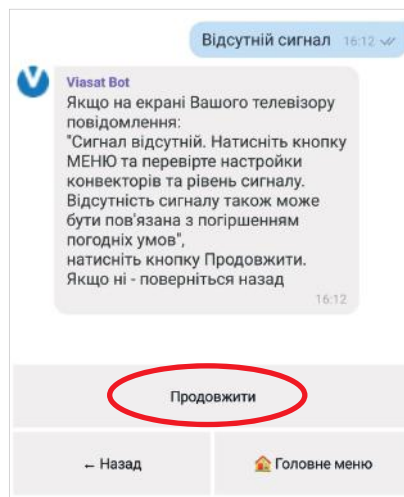 Відсутній сигнал 16:12
Viasat Bot
Якщо на екрані Вашого телевізору
повідомлення:
"Сигнал відсутній. Натисніть кнопку
МЕНЮ та перевірте настройки
конвекторів та рівень сигналу.
Відсутність сигналу також може
бути пов'язана з погіршенням
погодніх умов",
натисніть кнопку Продовжити.
Якщо ні - поверніться назад
16:12
Продовжити
← Назад
Головне меню